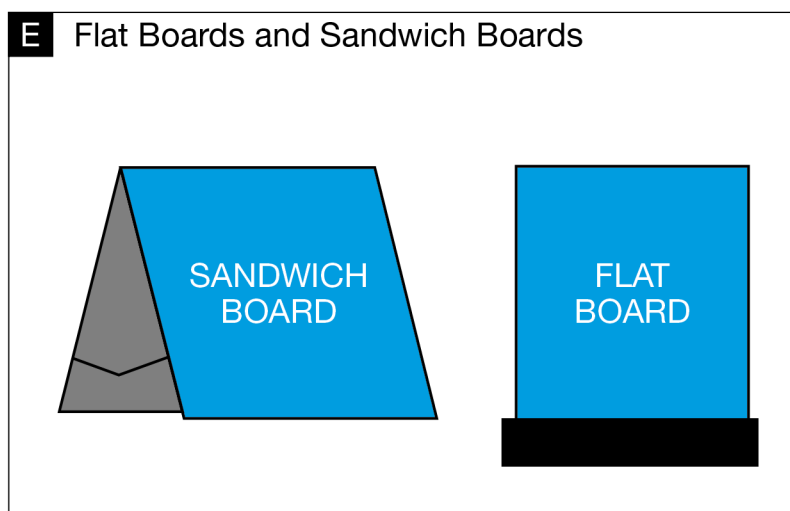 E Flat Boards and Sandwich Boards
SANDWICH
BOARD
FLAT
BOARD